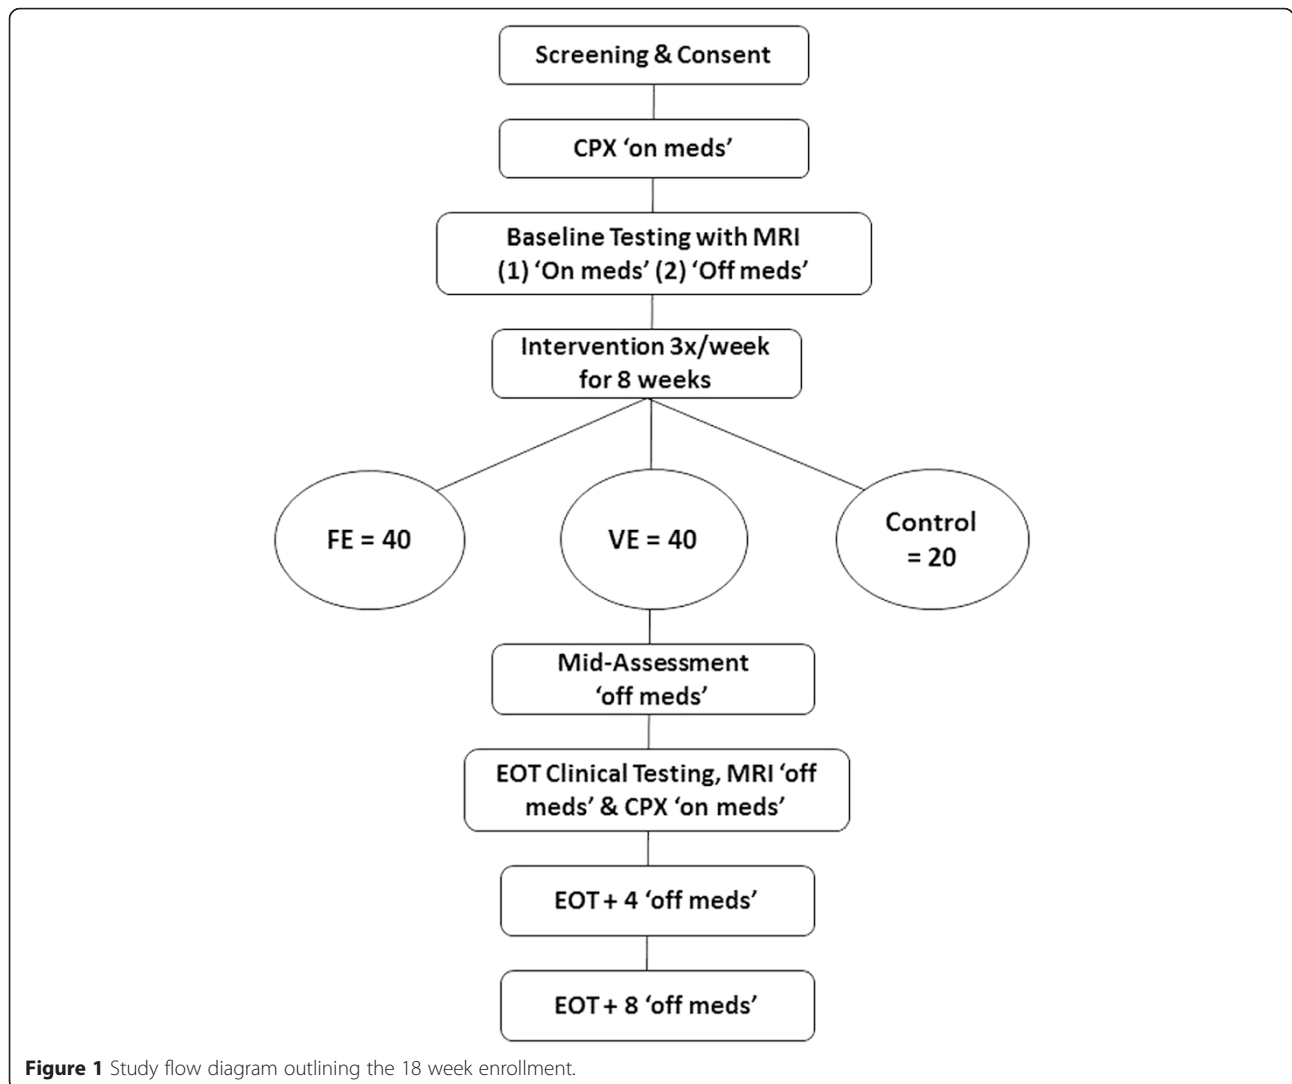 Screening & Consent
CPX ‘on meds’
Baseline Testing with MRI
(1) ‘On meds’ (2) ‘Off meds’
Intervention 3x/week
for 8 weeks
FE = 40
VE = 40
Control
= 20
Mid-Assessment
‘off meds’
EOT Clinical Testing, MRI ‘off
meds’ & CPX ‘on meds’
EOT + 4 ‘off meds’
EOT + 8 ‘off meds’
Figure 1 Study flow diagram outlining the 18 week enrollment.